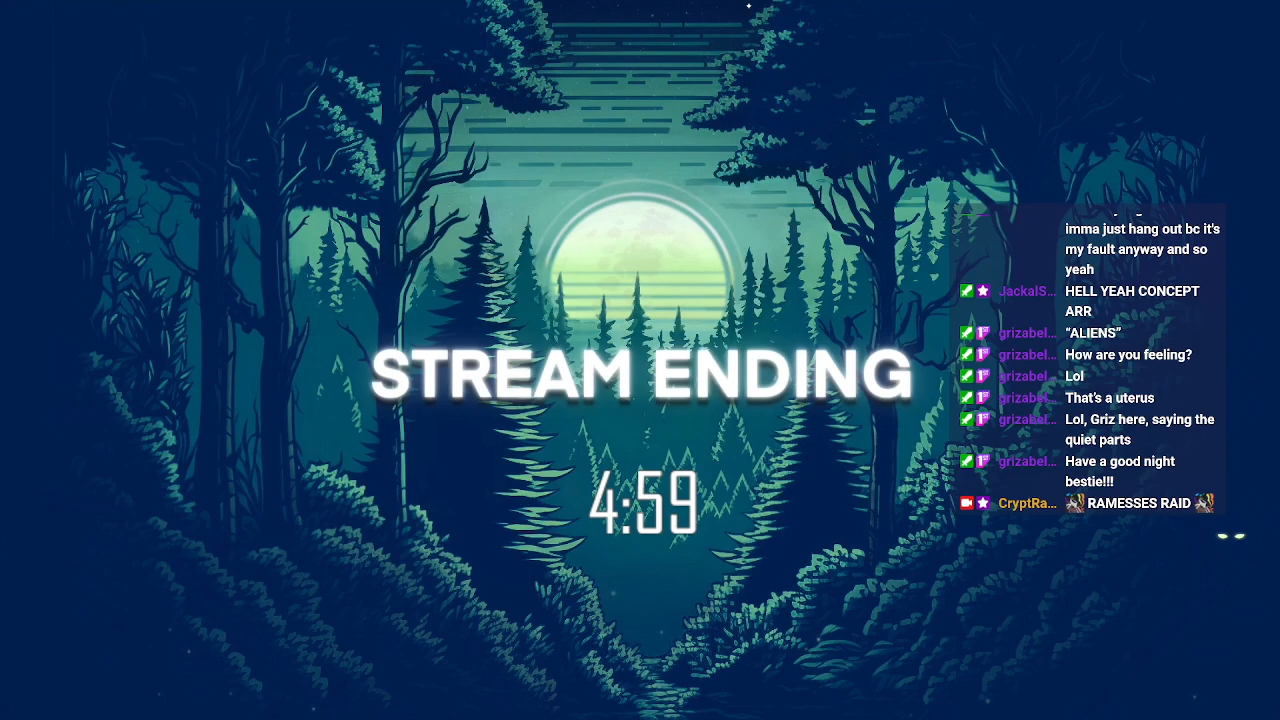 imma just hang out bc it's
my fault anyway and so
yeah
JackalS... HELL YEAH CONCEPT
ARR
grizabel... “ALIENS”
grizabel... How are you feeling?
grizabel... Lol
grizabel... That’s a uterus
grizabel... Lol, Griz here, saying the
quiet parts
grizabel... Have a good night
bestie!!!
CryptRa... RAMESSES RAID
STREAM ENDING
4:59